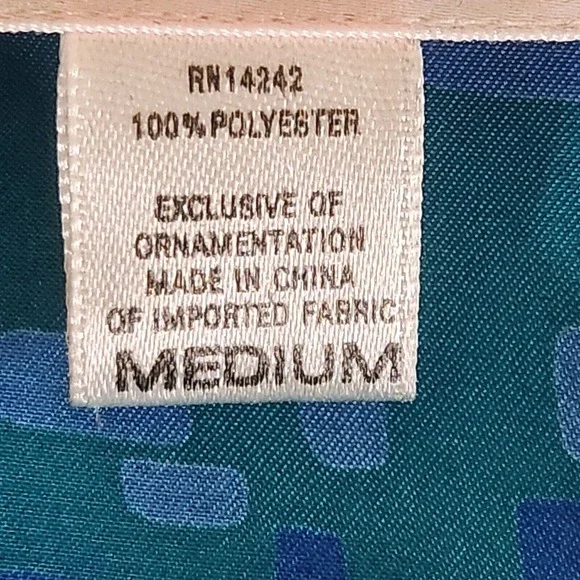 RN14242
100% POLYESTER
EXCLUSIVE OF
ORNAMENTATION
MADE IN CHINA
OF IMPORTED FABRIC
MEDIUM